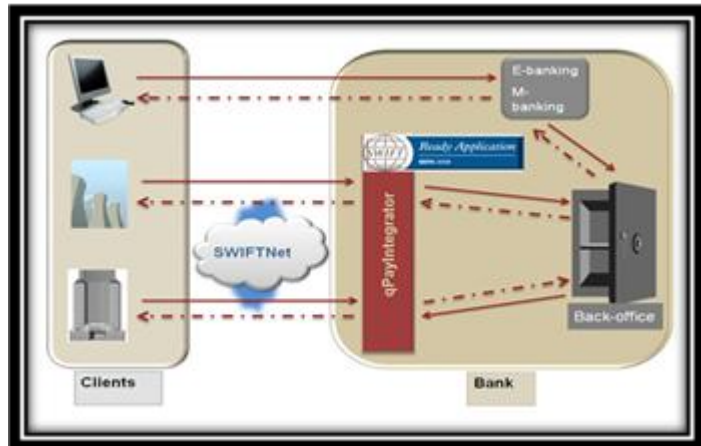 E-banking
M-
banking
SWIFT
Ready Application
qPayIntegrator
SWIFTNet
Back-office
Clients
Bank